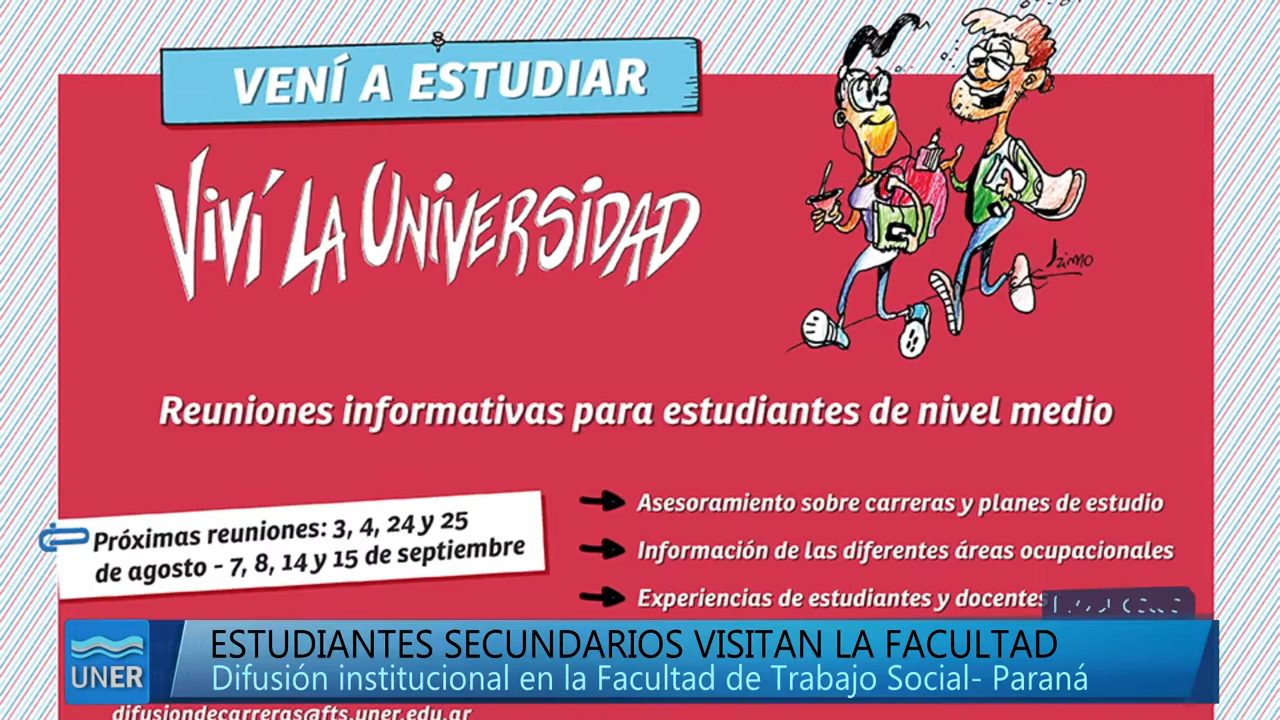 VENÍ A ESTUDIAR
VIVÍ LA UNIVERSIDAD
Izimo
Reuniones informativas para estudiantes de nivel medio
Próximas reuniones: 3, 4, 24 y 25
de agosto - 7, 8, 14 y 15 de septiembre
Asesoramiento sobre carreras y planes de estudio
Información de las diferentes áreas ocupacionales
Experiencias de estudiantes y docentes
UNER
ESTUDIANTES SECUNDARIOS VISITAN LA FACULTAD
Difusión institucional en la Facultad de Trabajo Social- Paraná
difusiondecarreras@fts.uner.edu.ar